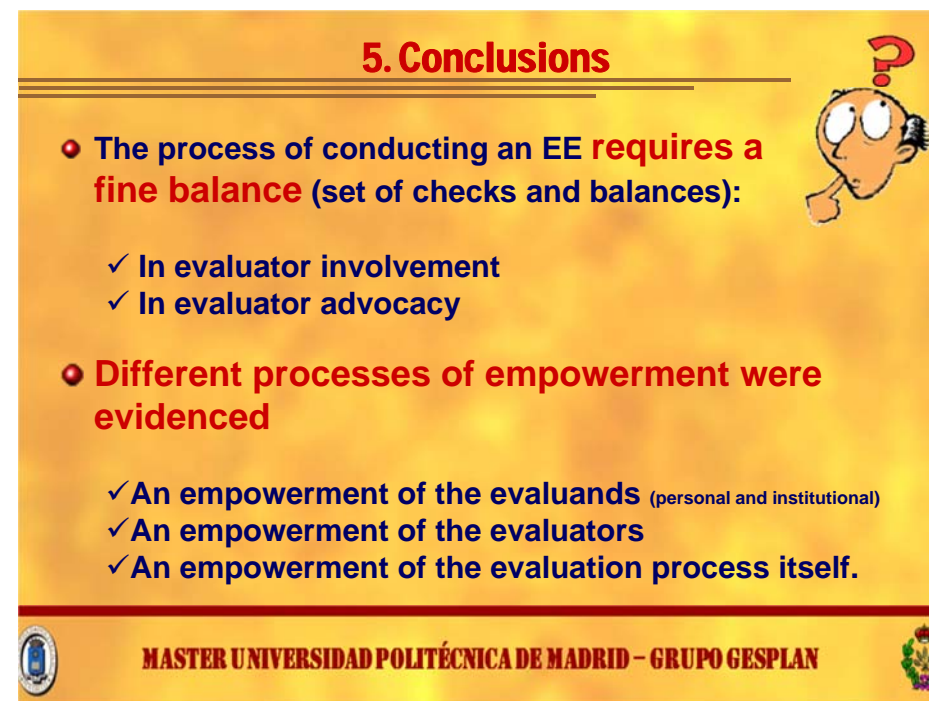 5. Conclusions
?
The process of conducting an EE requires a
fine balance (set of checks and balances):
✓ In evaluator involvement
✓ In evaluator advocacy
Different processes of empowerment were
evidenced
✓An empowerment of the evaluands (personal and institutional)
✓An empowerment of the evaluators
✓An empowerment of the evaluation process itself.
MASTER UNIVERSIDAD POLITÉCNICA DE MADRID – GRUPO GESPLAN